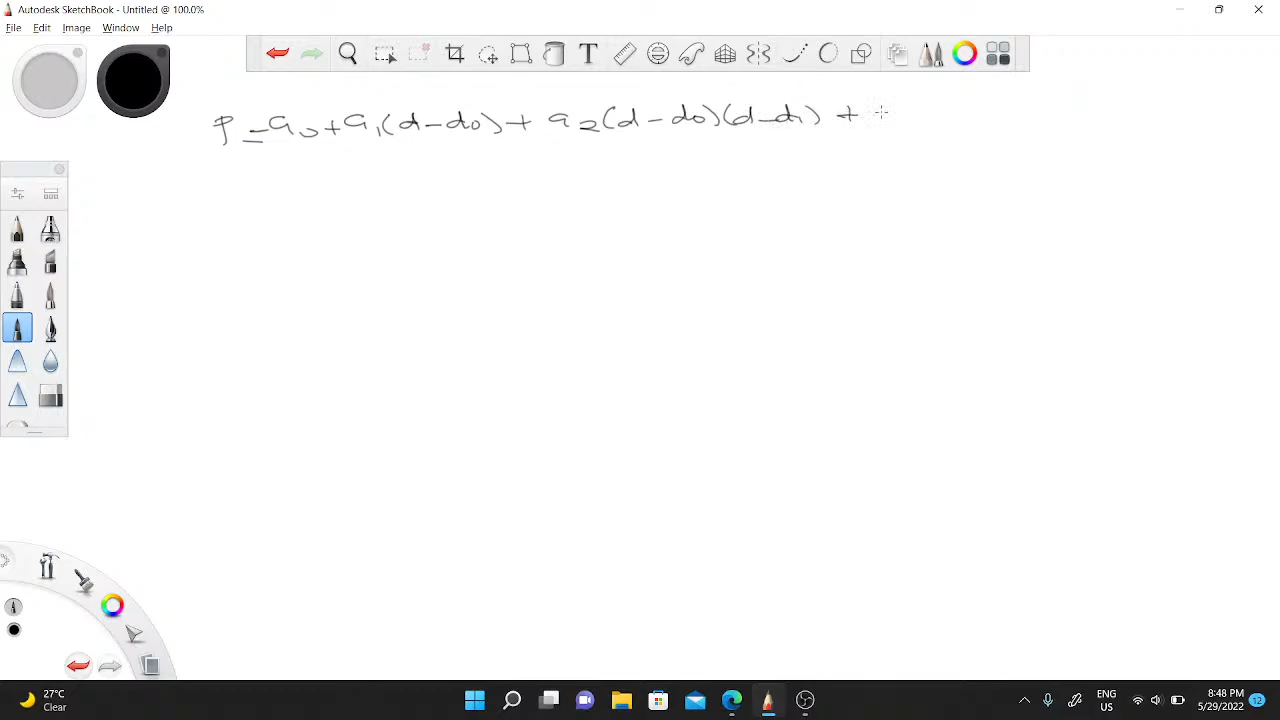 Autodesk SketchBook - Untitled @ 100.0%
File Edit Image Window Help
T
p = a0 + a1(d - d0) + a2(d - d0)(d - d1) +
27°C
Clear
ENG
US
8:48 PM
5/29/2022
12